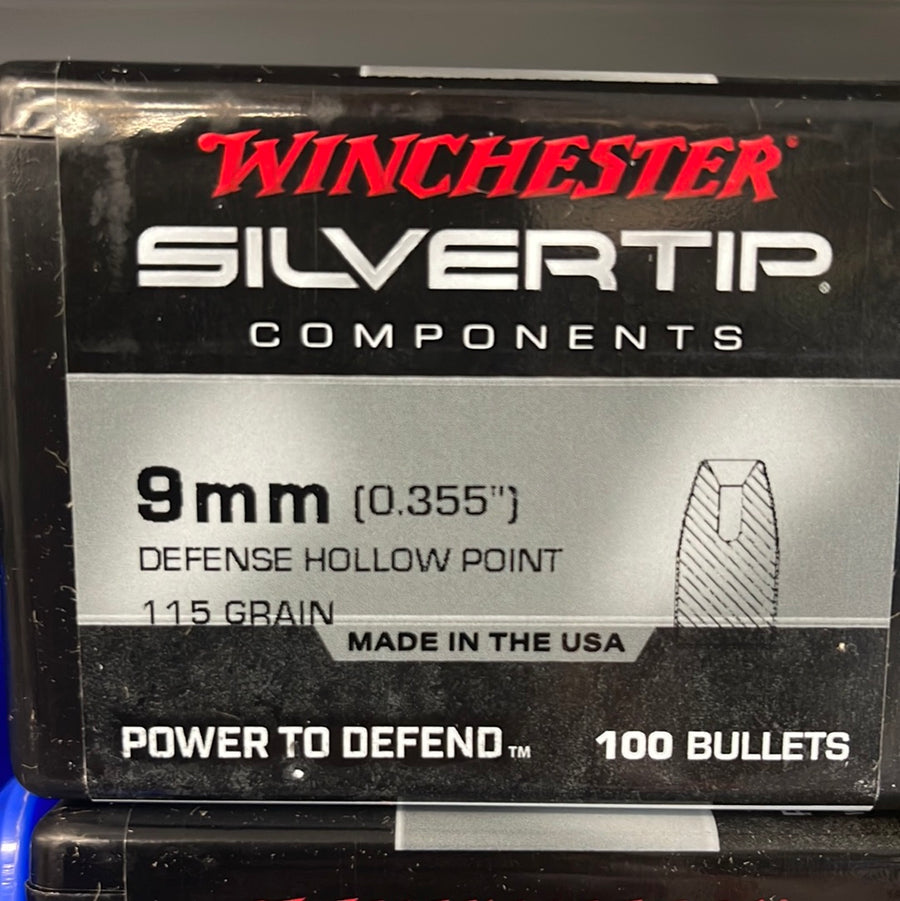 WINCHESTER®
SILVERTIP®
COMPONENTS
9mm (0.355")
DEFENSE HOLLOW POINT
115 GRAIN
MADE IN THE USA
POWER TO DEFEND™
100 BULLETS